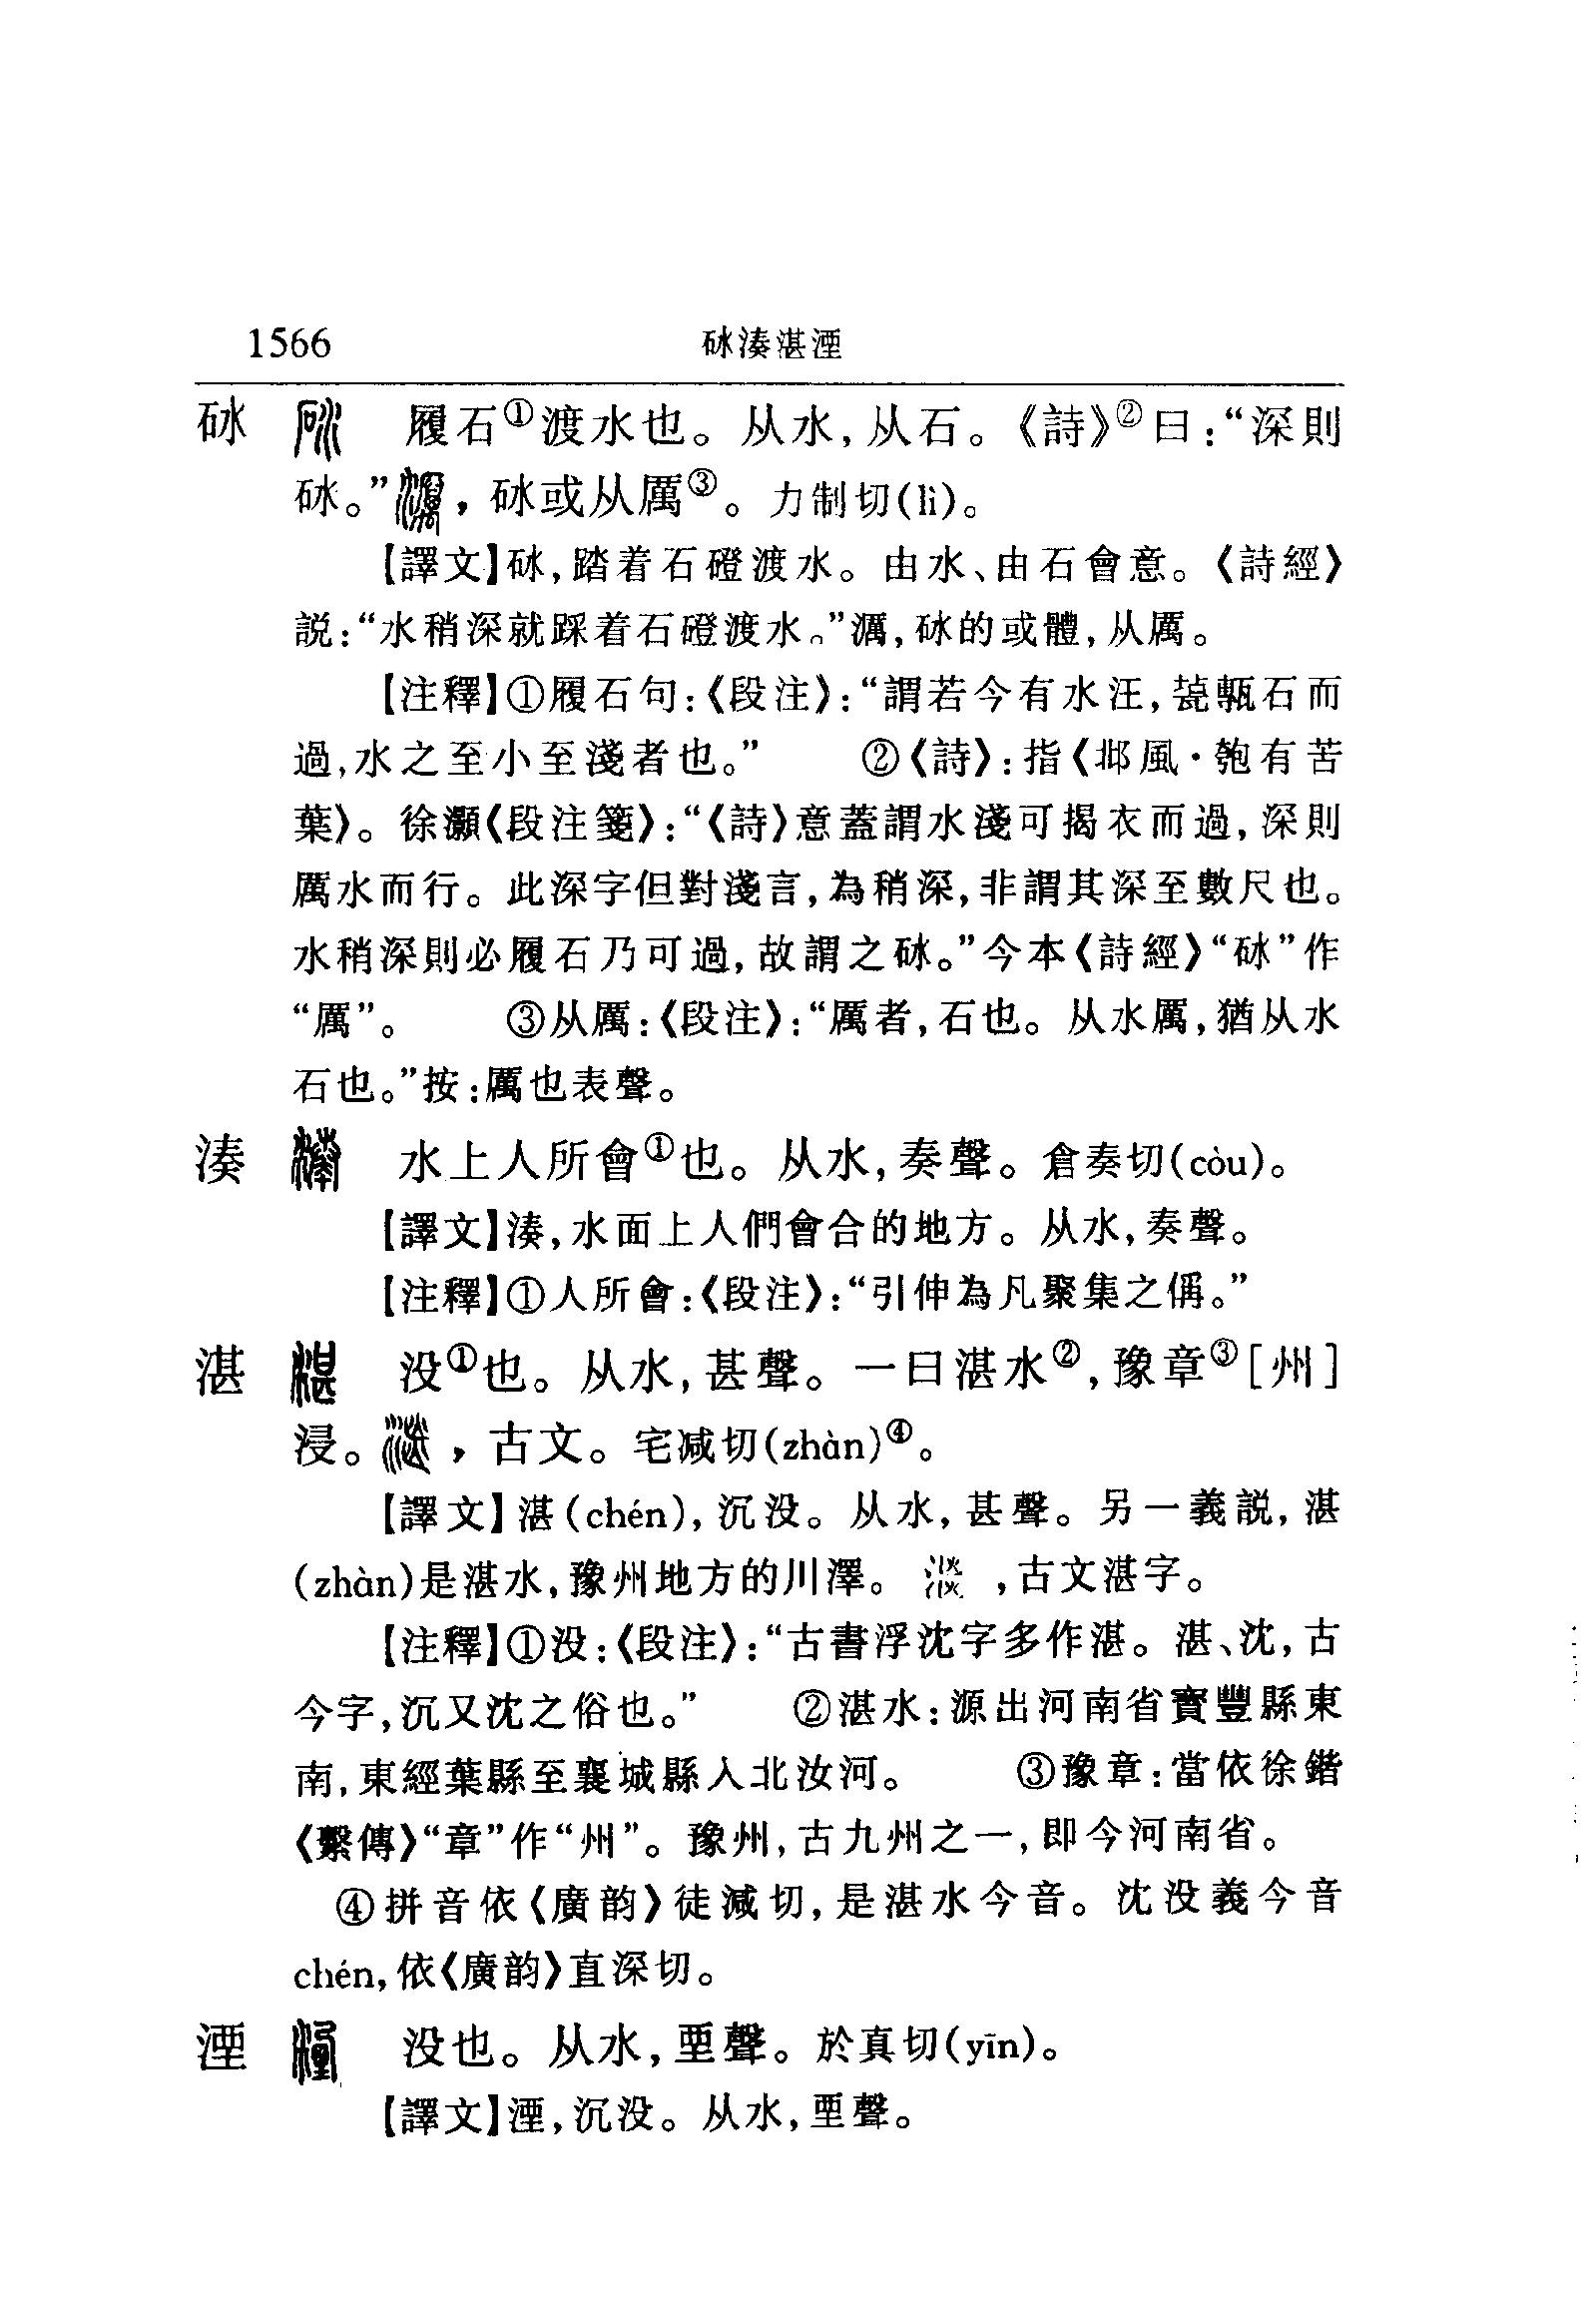 1566 砅湊湛湮
砅 履石①渡水也。从水,从石。《詩》②曰:“深則
砅。” ,砅或从厲③。力制切(lì)。
【譯文】砅,踏着石磴渡水。由水、由石會意。《詩經》
説:“水稍深就踩着石磴渡水。”濿,砅的或體,从厲。
【注釋】①履石句:《段注》:“謂若今有水汪,甏甎石而
過,水之至小至淺者也。” ②《詩》:指《邶風·匏有苦
葉》。徐灝《段注箋》:“《詩》意蓋謂水淺可揭衣而過,深則
厲水而行。此深字但對淺言,為稍深,非謂其深至數尺也。
水稍深則必履石乃可過,故謂之砅。”今本《詩經》“砅”作
“厲”。 ③从厲:《段注》:“厲者,石也。从水厲,猶从水
石也。”按:厲也表聲。
湊 水上人所會①也。从水,奏聲。倉奏切(còu)。
【譯文】湊,水面上人們會合的地方。从水,奏聲。
【注釋】①人所會:《段注》:“引伸為凡聚集之偁。”
湛 没①也。从水,甚聲。一曰湛水②,豫章③[州]
浸。 ,古文。宅减切(zhàn)④。
【譯文】湛(chén),沉没。从水,甚聲。另一義説,湛
(zhàn)是湛水,豫州地方的川澤。 ,古文湛字。
【注釋】①没:《段注》:“古書浮沈字多作湛。湛、沈,古
今字,沉又沈之俗也。” ②湛水:源出河南省寶豐縣東
南,東經葉縣至襄城縣入北汝河。 ③豫章:當依徐鍇
《繫傳》“章”作“州”。豫州,古九州之一,即今河南省。
④拼音依《廣韵》徒減切,是湛水今音。沈没義今音
chén,依《廣韵》直深切。
湮 没也。从水,垔聲。於真切(yīn)。
【譯文】湮,沉没。从水,垔聲。